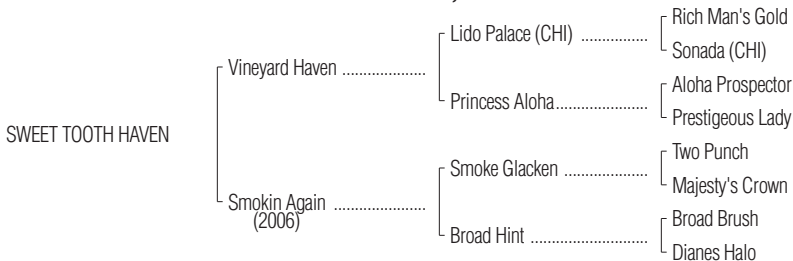 Rich Man's Gold
Lido Palace (CHI) ................
Sonada (CHI)
Vineyard Haven .....................
Aloha Prospector
Princess Aloha......................
Prestigeous Lady
SWEET TOOTH HAVEN
Two Punch
Smoke Glacken ....................
Majesty's Crown
Smokin Again .......................
(2006)
Broad Brush
Broad Hint ............................
Dianes Halo